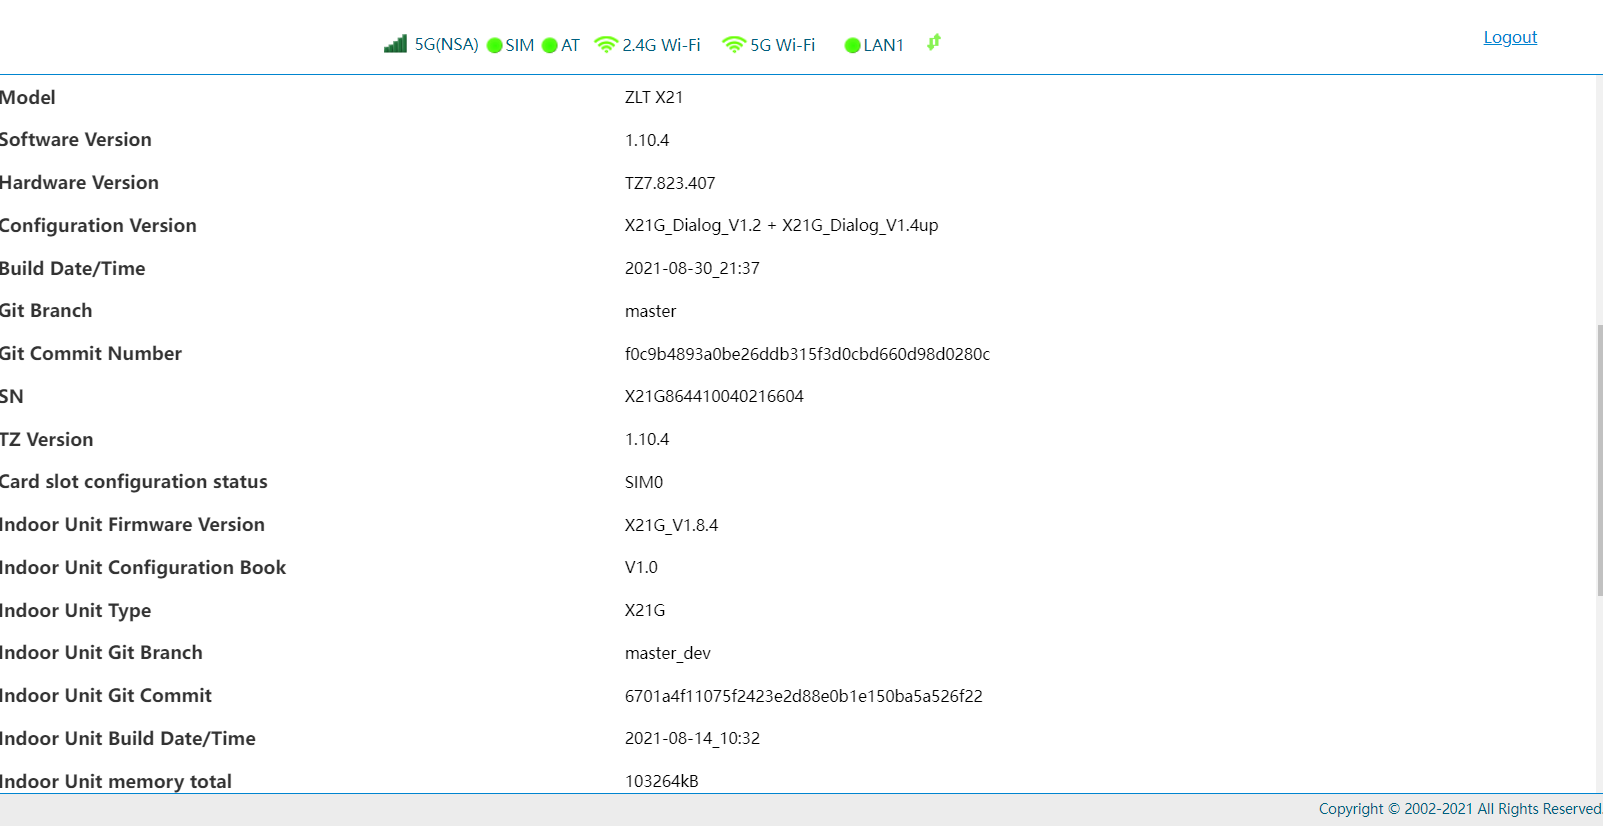 5G(NSA) SIM AT 2.4G Wi-Fi 5G Wi-Fi LAN1 Logout
Model ZLT X21
Software Version 1.10.4
Hardware Version TZ7.823.407
Configuration Version X21G_Dialog_V1.2 + X21G_Dialog_V1.4up
Build Date/Time 2021-08-30_21:37
Git Branch master
Git Commit Number f0c9b4893a0be26ddb315f3d0cbd660d98d0280c
SN X21G864410040216604
TZ Version 1.10.4
Card slot configuration status SIM0
Indoor Unit Firmware Version X21G_V1.8.4
Indoor Unit Configuration Book V1.0
Indoor Unit Type X21G
Indoor Unit Git Branch master_dev
Indoor Unit Git Commit 6701a4f11075f2423e2d88e0b1e150ba5a526f22
Indoor Unit Build Date/Time 2021-08-14_10:32
Indoor Unit memory total 103264kB
Copyright © 2002-2021 All Rights Reserved.